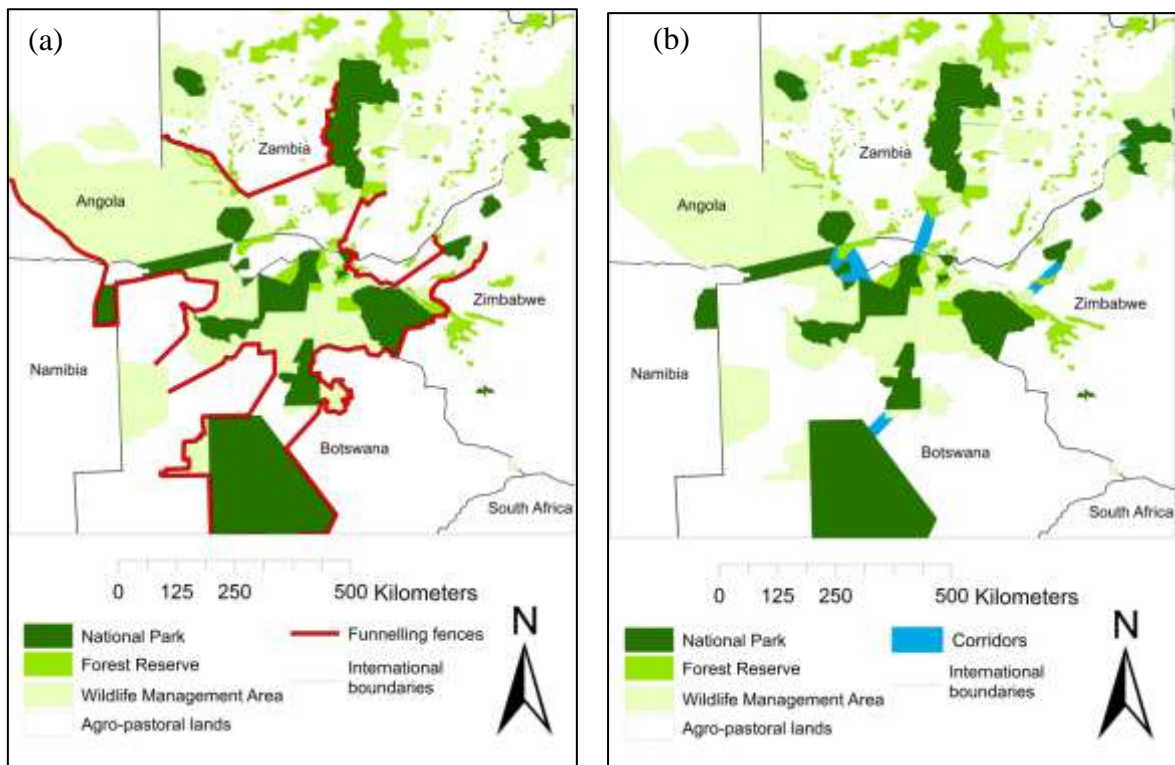 (a)
Zambia
Angola
Zimbabwe
Namibia
Botswana
South Africa
0 125 250 500 Kilometers
National Park
Forest Reserve
Wildlife Management Area
Agro-pastoral lands
Funnelling fences
International
boundaries
N
(b)
Zambia
Angola
Zimbabwe
Namibia
Botswana
South Africa
0 125 250 500 Kilometers
National Park
Forest Reserve
Wildlife Management Area
Agro-pastoral lands
Corridors
International
boundaries
N